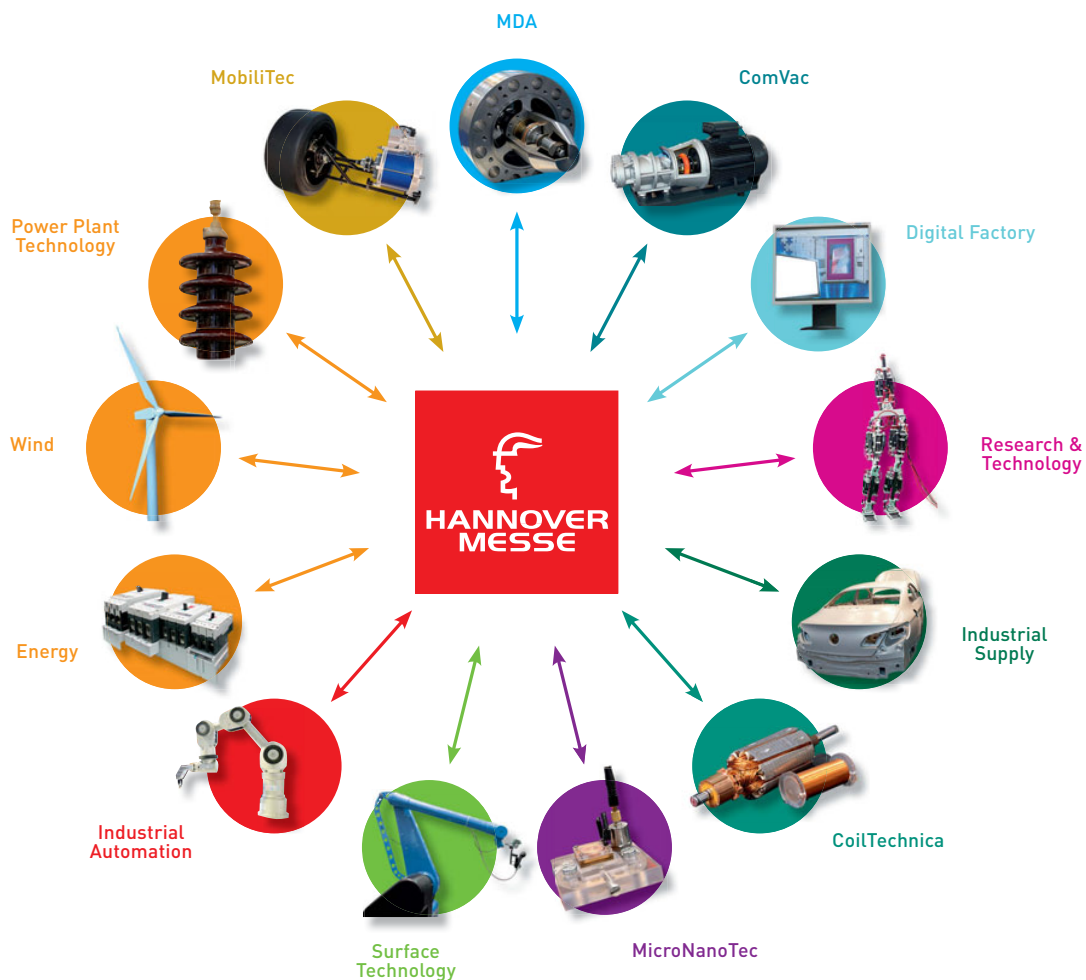 MDA
MobiliTec
ComVac
Power Plant
Technology
Digital Factory
Wind
Research &
Technology
HANNOVER
MESSE
Energy
Industrial
Supply
Industrial
Automation
CoilTechnica
Surface
Technology
MicroNanoTec